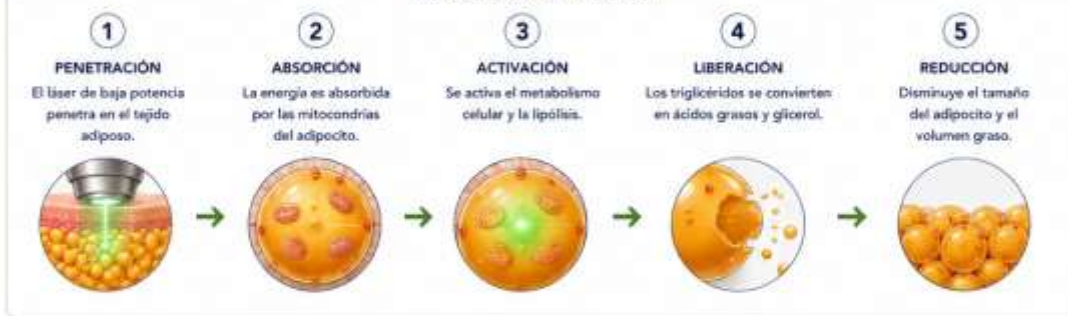 1
PENETRACIÓN
El láser de baja potencia
penetra en el tejido
adiposo.
2
ABSORCIÓN
La energía es absorbida
por las mitocondrias
del adipocito.
3
ACTIVACIÓN
Se activa el metabolismo
celular y la lipólisis.
4
LIBERACIÓN
Los triglicéridos se convierten
en ácidos grasos y glicerol.
5
REDUCCIÓN
Disminuye el tamaño
del adipocito y el
volumen graso.